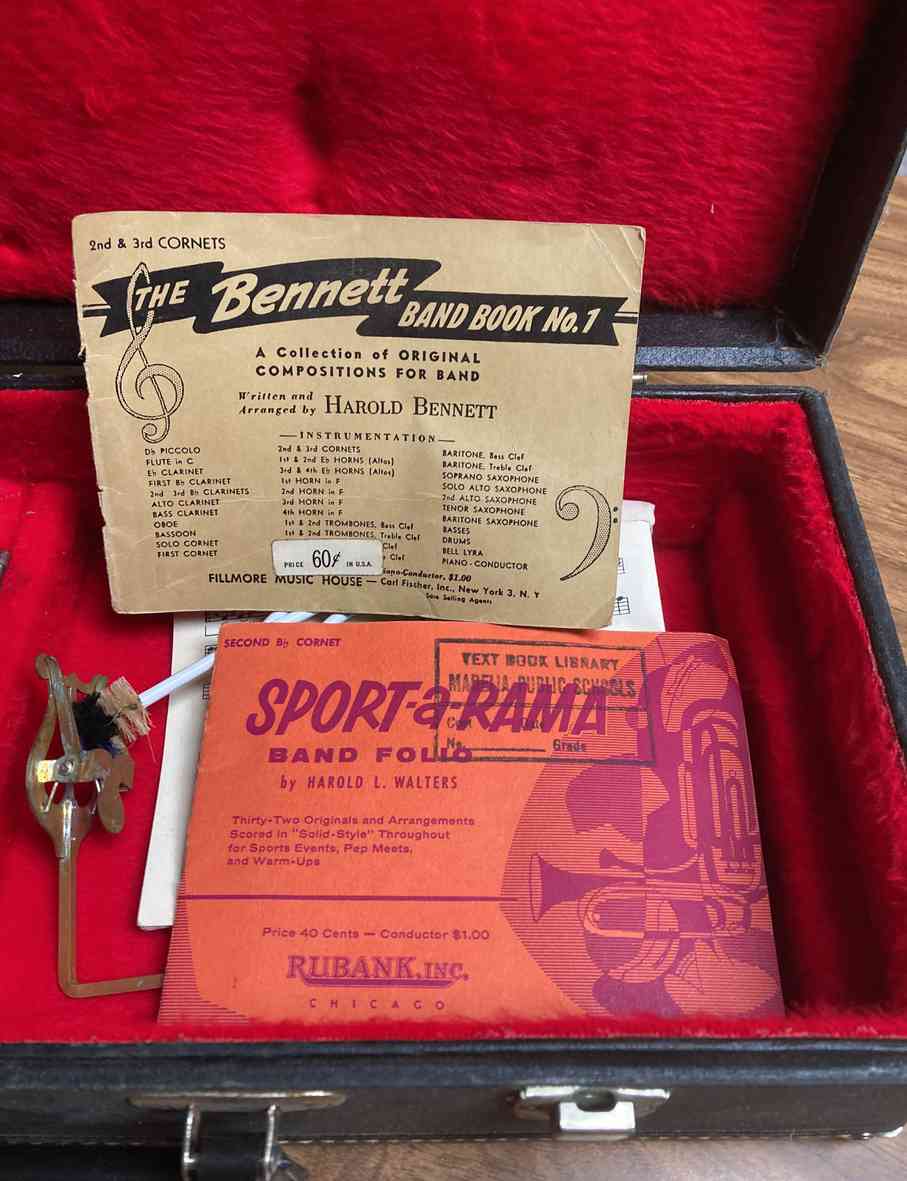 2nd & 3rd CORNETS
THE Bennett BAND BOOK No. 1
A Collection of ORIGINAL
COMPOSITIONS FOR BAND
Written and
Arranged by HAROLD BENNETT
INSTRUMENTATION
D♭ PICCOLO
FLUTE in C
E♭ CLARINET
FIRST B♭ CLARINET
2nd 3rd B♭ CLARINETS
ALTO CLARINET
BASS CLARINET
OBOE
BASSOON
SOLO CORNET
FIRST CORNET
2nd & 3rd CORNETS
1st & 2nd E♭ HORNS (Altos)
3rd & 4th E♭ HORNS (Altos)
1st HORN in F
2nd HORN in F
3rd HORN in F
4th HORN in F
1st & 2nd TROMBONES, Bass Clef
1st & 2nd TROMBONES, Treble Clef
Clef
Clef
BARITONE, Bass Clef
BARITONE, Treble Clef
SOPRANO SAXOPHONE
SOLO ALTO SAXOPHONE
2nd ALTO SAXOPHONE
TENOR SAXOPHONE
BARITONE SAXOPHONE
BASSES
DRUMS
BELL LYRA
PIANO-CONDUCTOR
PRICE 60¢ IN U.S.A.
iano-Conductor, $1.00
FILLMORE MUSIC HOUSE — Carl Fischer, Inc., New York 3, N. Y
Sole Selling Agents
SECOND B♭ CORNET
TEXT BOOK LIBRARY
MADELIA PUBLIC SCHOOLS
Date
No. Grade
SPORT-a-RAMA
BAND FOLIO
by HAROLD L. WALTERS
Thirty-Two Originals and Arrangements
Scored in "Solid-Style" Throughout
for Sports Events, Pep Meets,
and Warm-Ups
Price 40 Cents — Conductor $1.00
RUBANK, INC.
CHICAGO